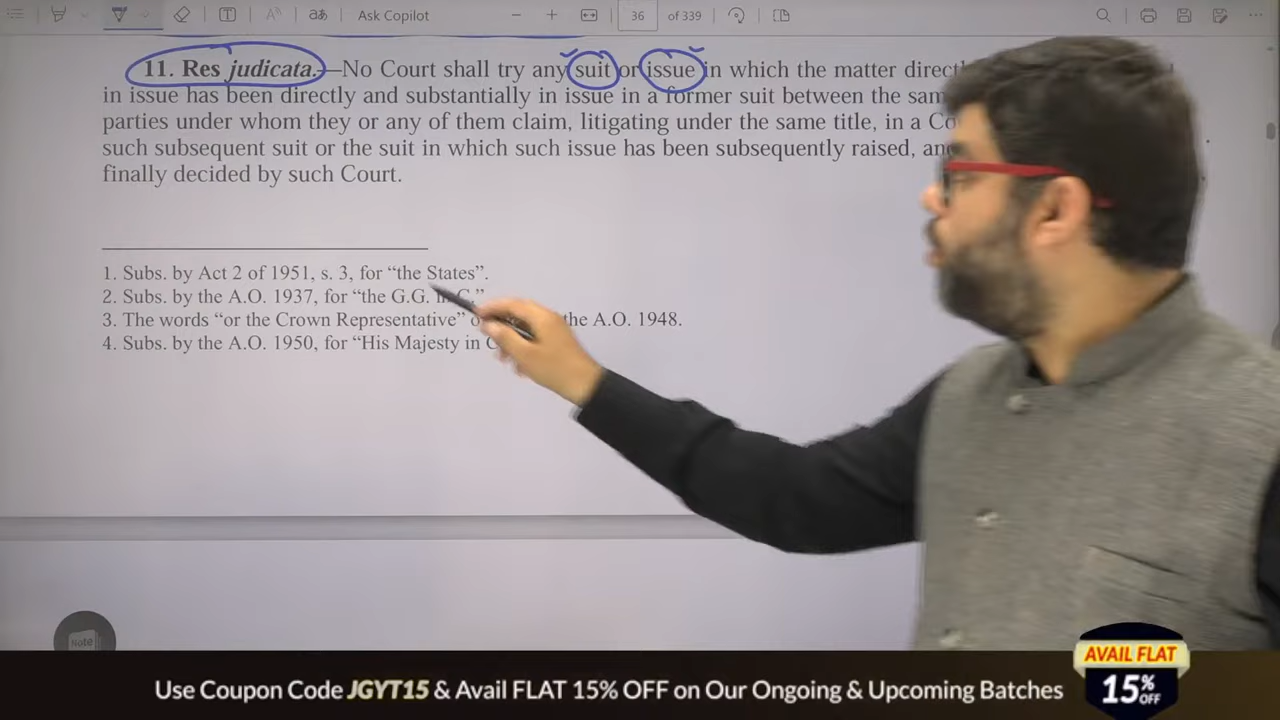 Ask Copilot
36 of 339
11. Res judicata.—No Court shall try any suit or issue in which the matter
in issue has been directly and substantially in issue in a former suit between the
parties under whom they or any of them claim, litigating under the same title, in a
such subsequent suit or the suit in which such issue has been subsequently raised,
finally decided by such Court.
1. Subs. by Act 2 of 1951, s. 3, for “the States”.
2. Subs. by the A.O. 1937, for “the G.G. in C.”
3. The words “or the Crown Representative” the A.O. 1948.
4. Subs. by the A.O. 1950, for “His Majesty in
Note
AVAIL FLAT
15% OFF
Use Coupon Code JGYT15 & Avail FLAT 15% OFF on Our Ongoing & Upcoming Batches